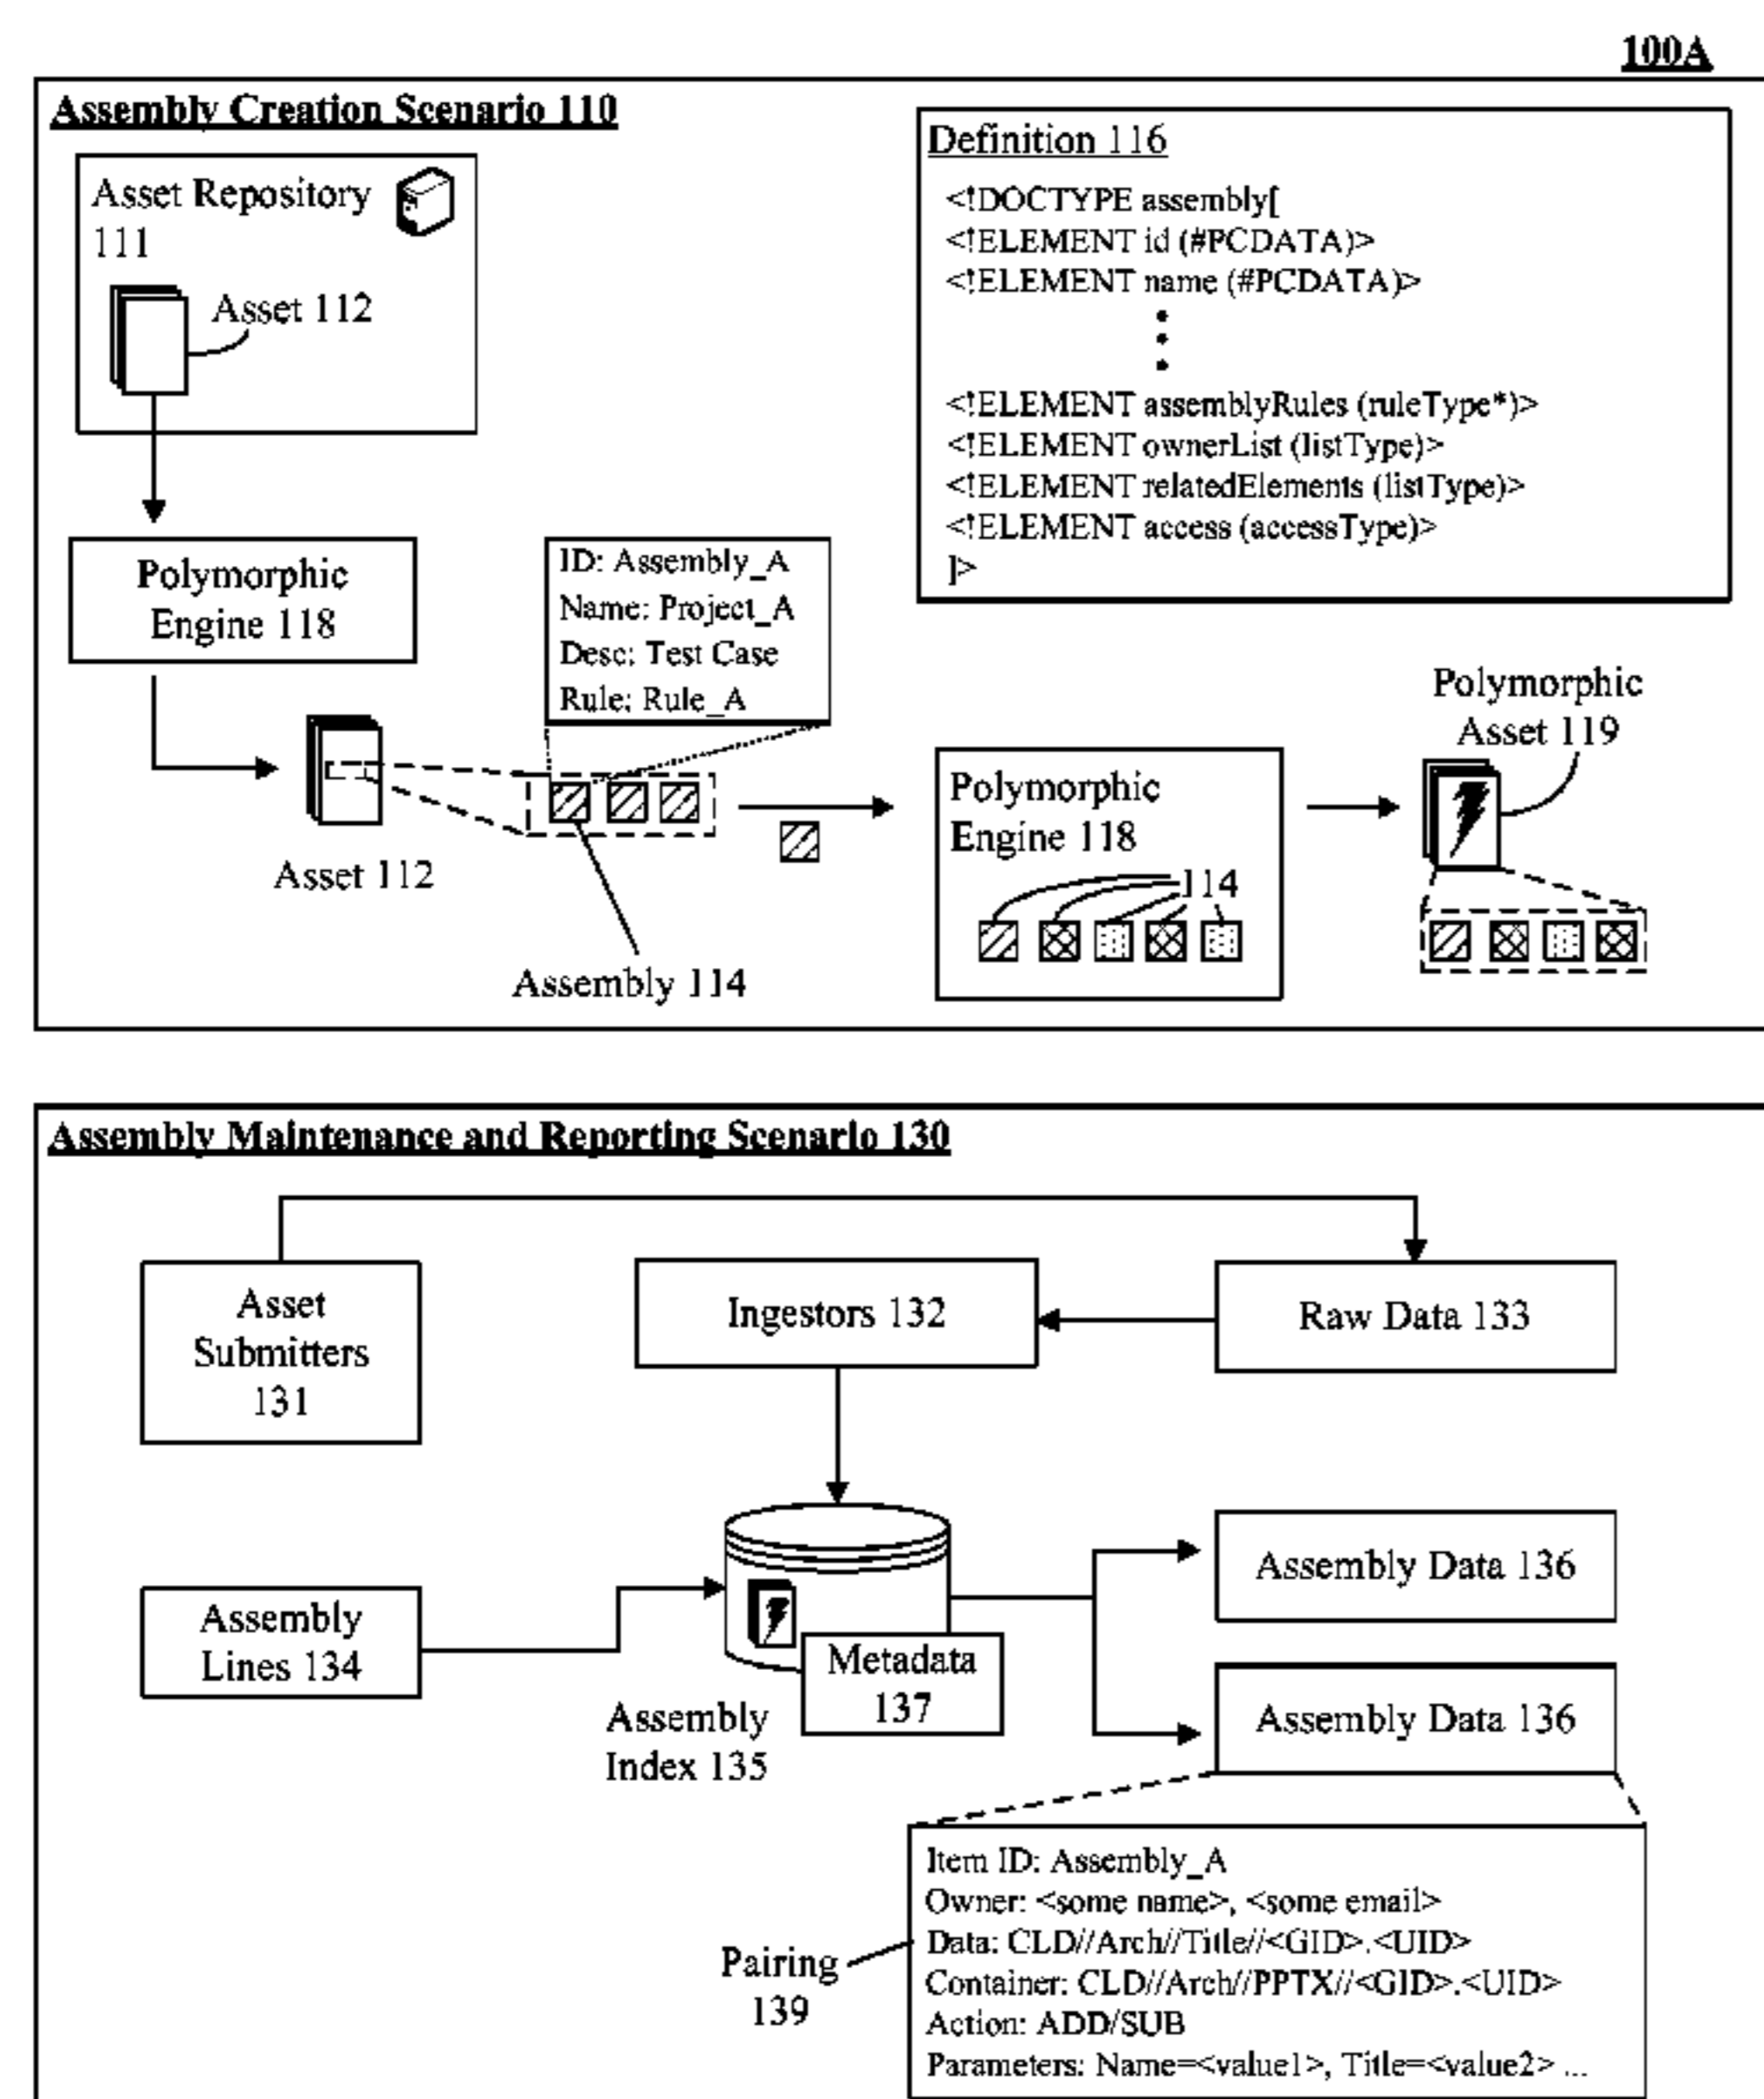 100A
Assembly Creation Scenario 110
Asset Repository
111
Asset 112
Definition 116
<!DOCTYPE assembly[
<!ELEMENT id (#PCDATA)>
<!ELEMENT name (#PCDATA)>
<!ELEMENT assemblyRules (ruleType*)>
<!ELEMENT ownerList (listType)>
<!ELEMENT relatedElements (listType)>
<!ELEMENT access (accessType)>
]>
Polymorphic
Engine 118
ID: Assembly_A
Name: Project_A
Desc: Test Case
Rule: Rule_A
Asset 112
Assembly 114
Polymorphic
Engine 118
114
Polymorphic
Asset 119
Assembly Maintenance and Reporting Scenario 130
Asset
Submitters
131
Ingestors 132
Raw Data 133
Assembly
Lines 134
Metadata
137
Assembly
Index 135
Assembly Data 136
Assembly Data 136
Pairing
139
Item ID: Assembly_A
Owner: <some name>, <some email>
Data: CLD//Arch//Title//<GID>.<UID>
Container: CLD//Arch//PPTX//<GID>.<UID>
Action: ADD/SUB
Parameters: Name=<value1>, Title=<value2> ...